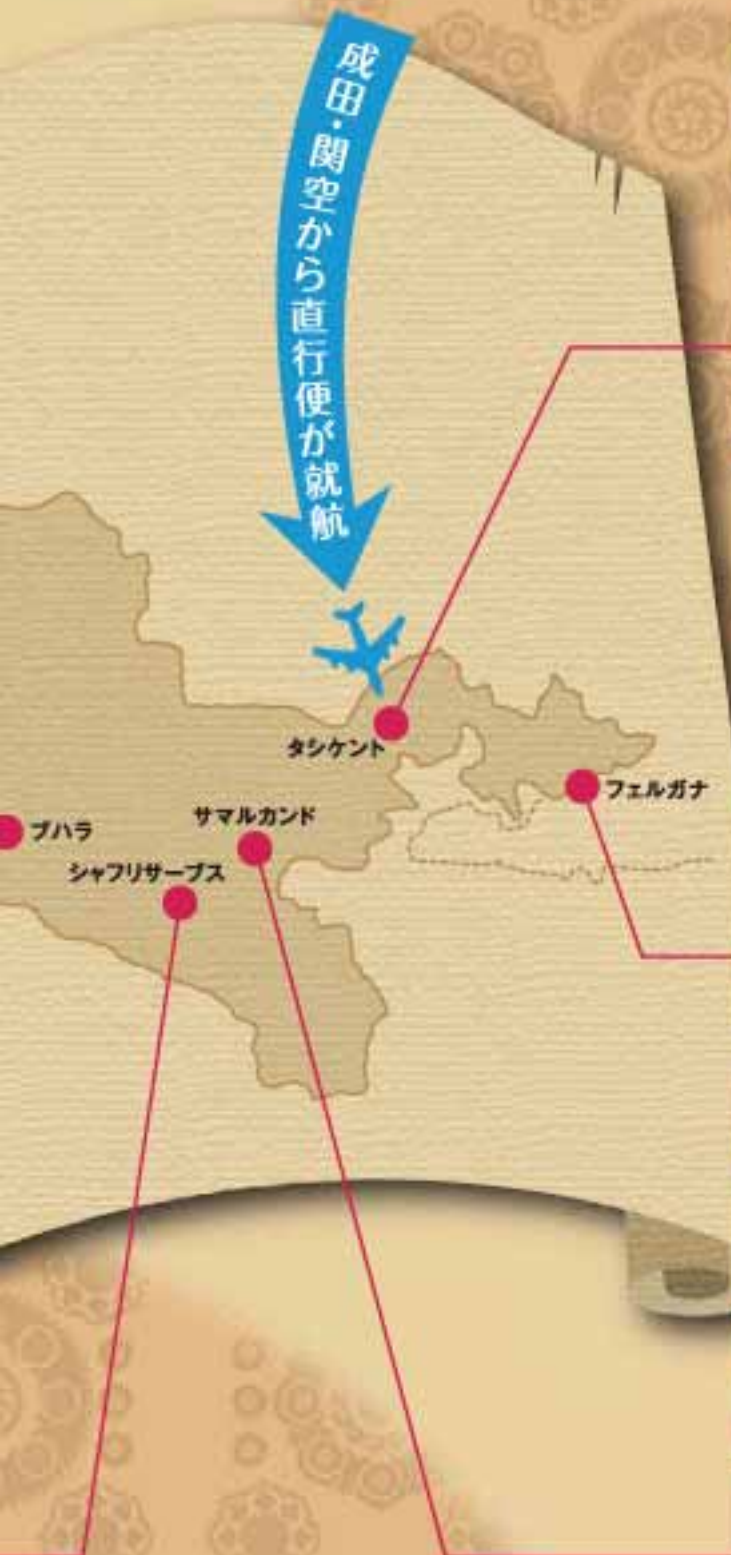 成田・関空から直行便が就航
タシケント
フェルガナ
サマルカンド
ブハラ
シャフリサーブス